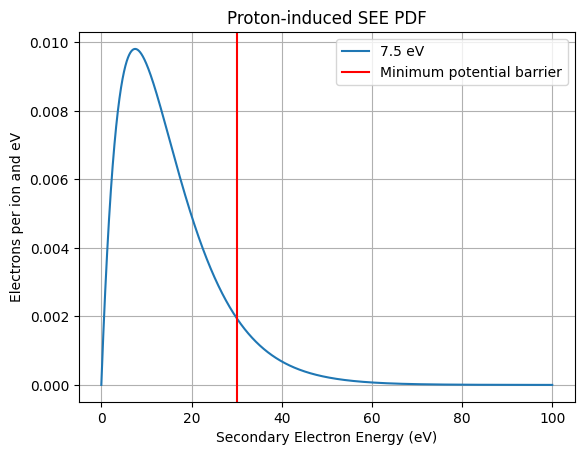 Proton-induced SEE PDF
7.5 eV
Minimum potential barrier
Electrons per ion and eV
0.010
0.008
0.006
0.004
0.002
0.000
0
20
40
60
80
100
Secondary Electron Energy (eV)